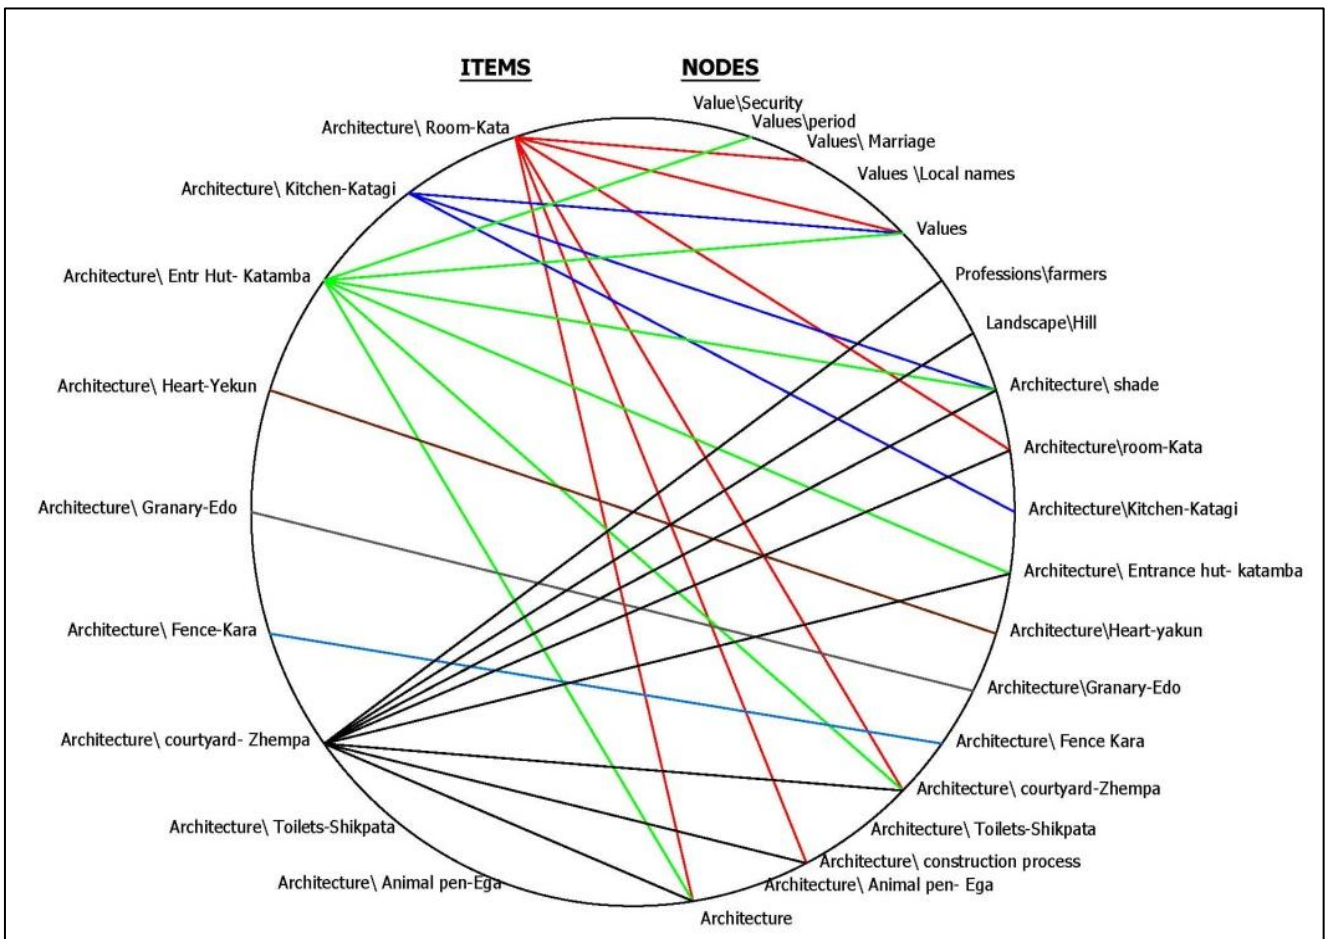 ITEMS
NODES
Architecture\ Room-Kata
Architecture\ Kitchen-Katagi
Architecture\ Entr Hut- Katamba
Architecture\ Heart-Yekun
Architecture\ Granary-Edo
Architecture\ Fence-Kara
Architecture\ courtyard- Zhempa
Architecture\ Toilets-Shikpata
Architecture\ Animal pen-Ega
Value\Security
Values\period
Values\ Marriage
Values \Local names
Values
Professions\farmers
Landscape\Hill
Architecture\ shade
Architecture\room-Kata
Architecture\Kitchen-Katagi
Architecture\ Entrance hut- katamba
Architecture\Heart-yakun
Architecture\Granary-Edo
Architecture\ Fence Kara
Architecture\ courtyard-Zhempa
Architecture\ Toilets-Shikpata
Architecture\ construction process
Architecture\ Animal pen- Ega
Architecture